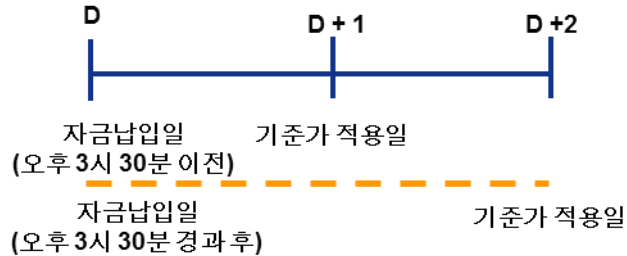 D
D + 1
D +2
자금납입일
기준가 적용일
(오후 3시 30분 이전)
자금납입일
기준가 적용일
(오후 3시 30분 경과 후)